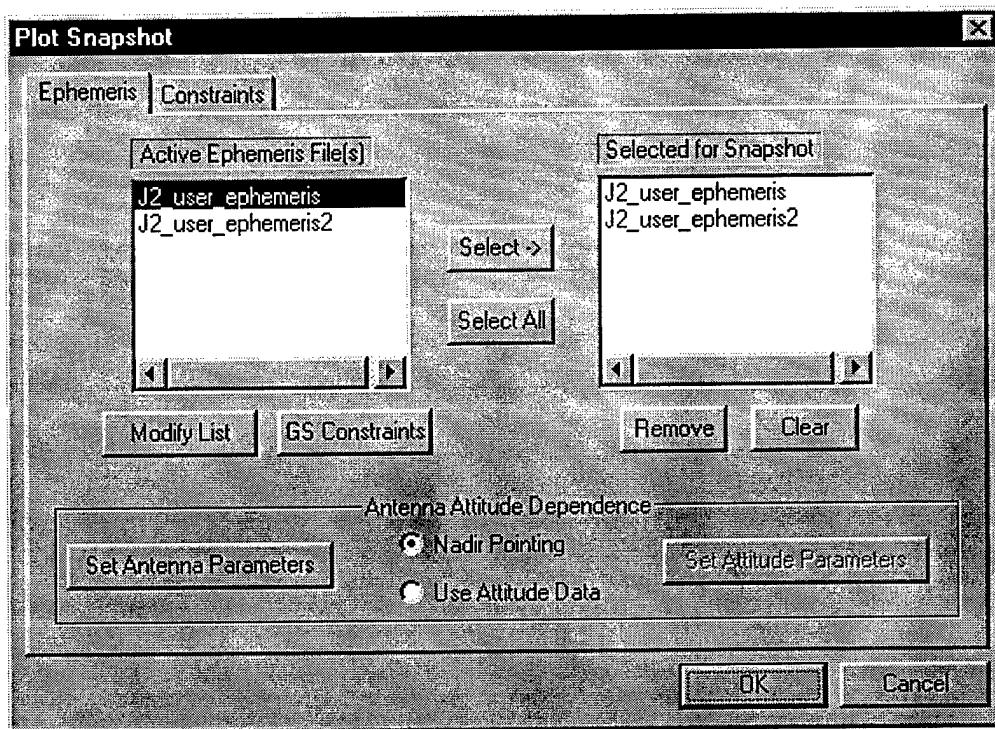 Plot Snapshot
Ephemeris
Constraints
Active Ephemeris File(s)
J2_user_ephemeris
J2_user_ephemeris2
Select ->
Select All
Selected for Snapshot
J2_user_ephemeris
J2_user_ephemeris2
Modify List
GS Constraints
Remove
Clear
Antenna Attitude Dependence
Set Antenna Parameters
Nadir Pointing
Use Attitude Data
Set Attitude Parameters
OK
Cancel